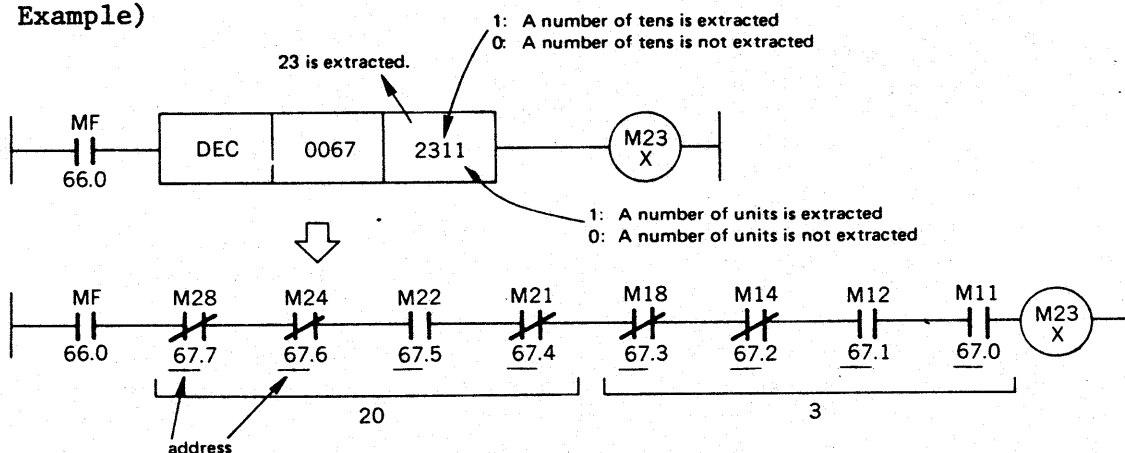 Example)
1: A number of tens is extracted
0: A number of tens is not extracted
23 is extracted.
MF
66.0
DEC 0067 2311
M23
X
1: A number of units is extracted
0: A number of units is not extracted
MF M28 M24 M22 M21 M18 M14 M12 M11
M23
X
66.0 67.7 67.6 67.5 67.4 67.3 67.2 67.1 67.0
20 3
address